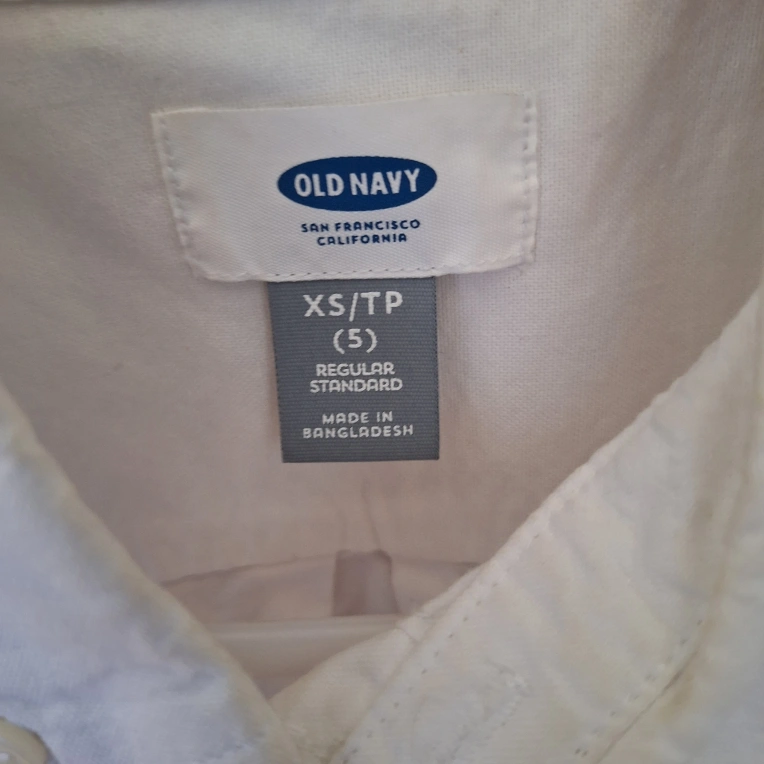 OLD NAVY
SAN FRANCISCO
CALIFORNIA
XS/TP
(5)
REGULAR
STANDARD
MADE IN
BANGLADESH